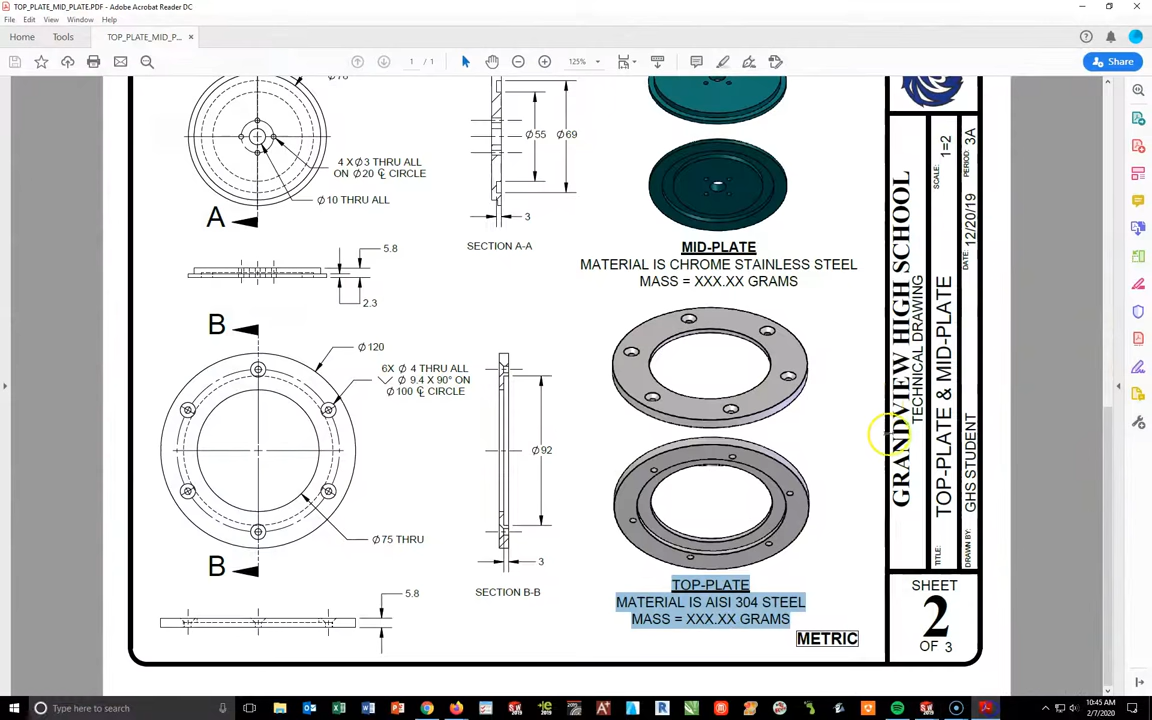 TOP_PLATE_MID_PLATE.PDF - Adobe Acrobat Reader DC
File Edit View Window Help
Home Tools TOP_PLATE_MID_P... ×
1 / 1 125% Share
Ø55
Ø69
4 X Ø3 THRU ALL
ON Ø20 ℄ CIRCLE
Ø10 THRU ALL
A
3
SECTION A-A
5.8
2.3
MID-PLATE
MATERIAL IS CHROME STAINLESS STEEL
MASS = XXX.XX GRAMS
B
Ø120
6X Ø 4 THRU ALL
Ø 9.4 X 90° ON
Ø100 ℄ CIRCLE
Ø92
Ø75 THRU
B
3
SECTION B-B
5.8
TOP-PLATE
MATERIAL IS AISI 304 STEEL
MASS = XXX.XX GRAMS
METRIC
GRANDVIEW HIGH SCHOOL
TECHNICAL DRAWING
TITLE: TOP-PLATE & MID-PLATE SCALE: 1=2
DRAWN BY: GHS STUDENT DATE: 12/20/19 PERIOD: 3A
SHEET
2
OF 3
Type here to search
10:45 AM
2/7/2020